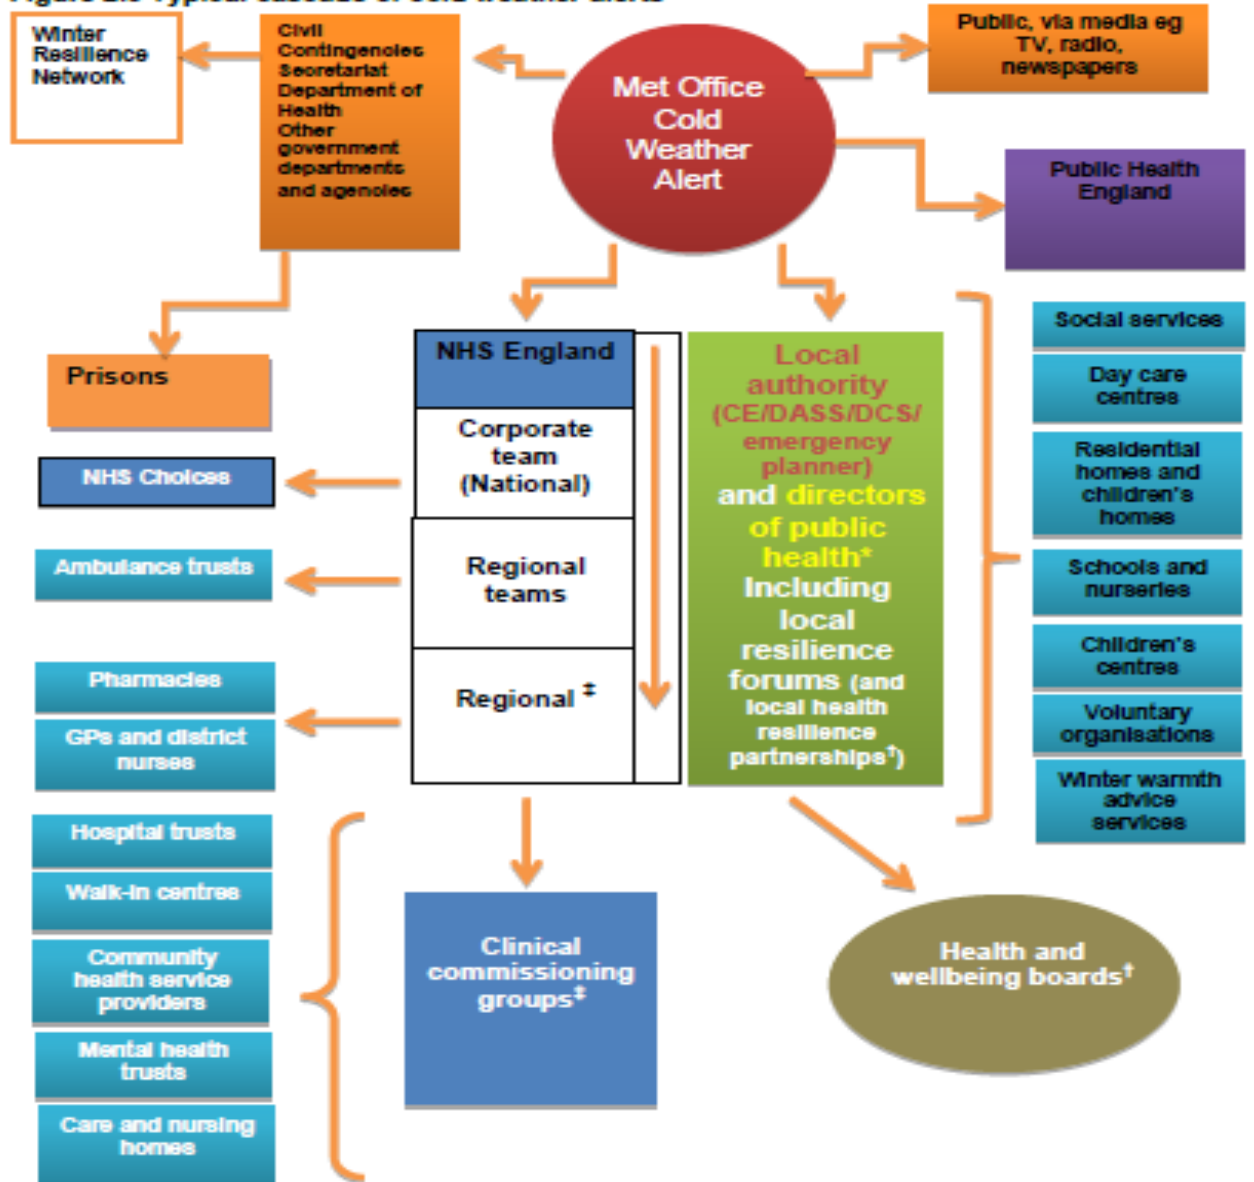 Winter
Resilience
Network
Civil
Contingencies
Secretariat
Department of
Health
Other
government
departments
and agencies
Met Office
Cold
Weather
Alert
Public, via media eg
TV, radio,
newspapers
Public Health
England
Prisons
NHS Choices
Ambulance trusts
Pharmacies
GPs and district
nurses
Hospital trusts
Walk-in centres
Community
health service
providers
Mental health
trusts
Care and nursing
homes
NHS England
Corporate
team
(National)
Regional
teams
Regional ‡
Clinical
commissioning
groups‡
Local
authority
(CE/DASS/DCS/
emergency
planner)
and directors
of public
health*
Including
local
resilience
forums (and
local health
resilience
partnerships†)
Health and
wellbeing boards†
Social services
Day care
centres
Residential
homes and
children's
homes
Schools and
nurseries
Children's
centres
Voluntary
organisations
Winter warmth
advice
services